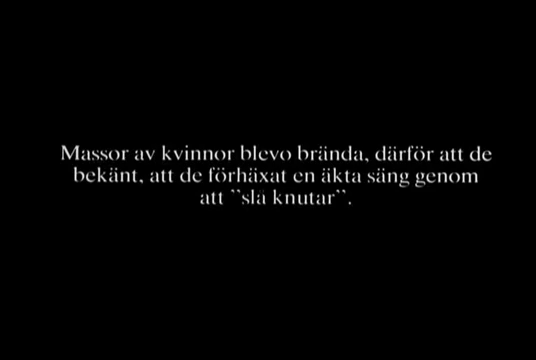 Massor av kvinnor blevo brända, därför att de
bekänt, att de förhäxat en äkta säng genom
att "slå knutar".